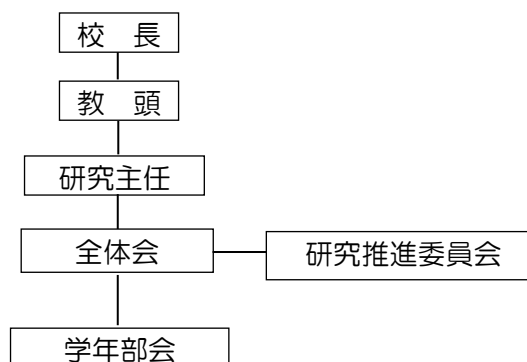 校　長
教　頭
研究主任
全体会
研究推進委員会
学年部会